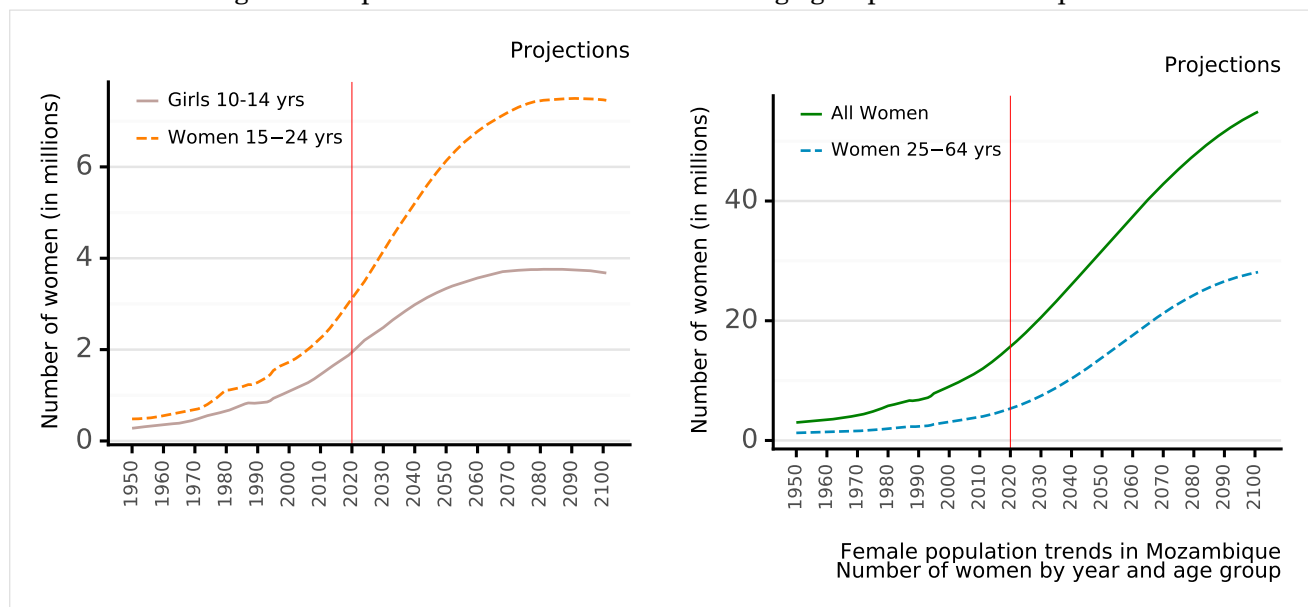 Projections
Number of women (in millions)
Girls 10-14 yrs
Women 15−24 yrs
6
4
2
0
1950 1960 1970 1980 1990 2000 2010 2020 2030 2040 2050 2060 2070 2080 2090 2100
Projections
Number of women (in millions)
All Women
Women 25−64 yrs
40
20
0
1950 1960 1970 1980 1990 2000 2010 2020 2030 2040 2050 2060 2070 2080 2090 2100
Female population trends in Mozambique
Number of women by year and age group